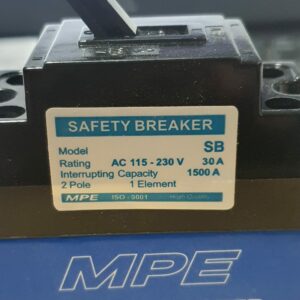 SAFETY BREAKER
Model SB
Rating AC 115 - 230 V 30 A
Interrupting Capacity 1500 A
2 Pole 1 Element
MPE ISO - 9001 High Quality
MPE